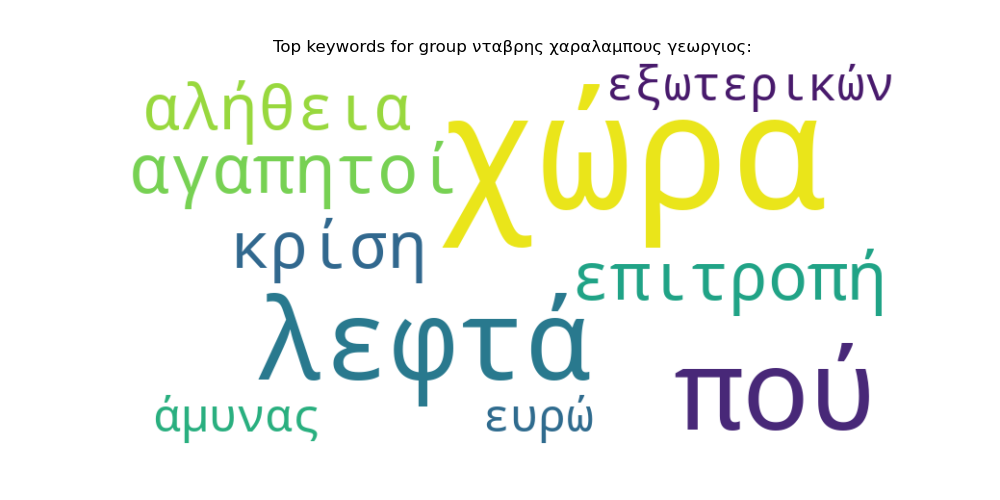 Top keywords for group νταβρης χαραλαμπους γεωργιος:
εξωτερικών
αλήθεια
χώρα
αγαπητοί
κρίση
επιτροπή
λεφτά
πού
άμυνας
ευρώ